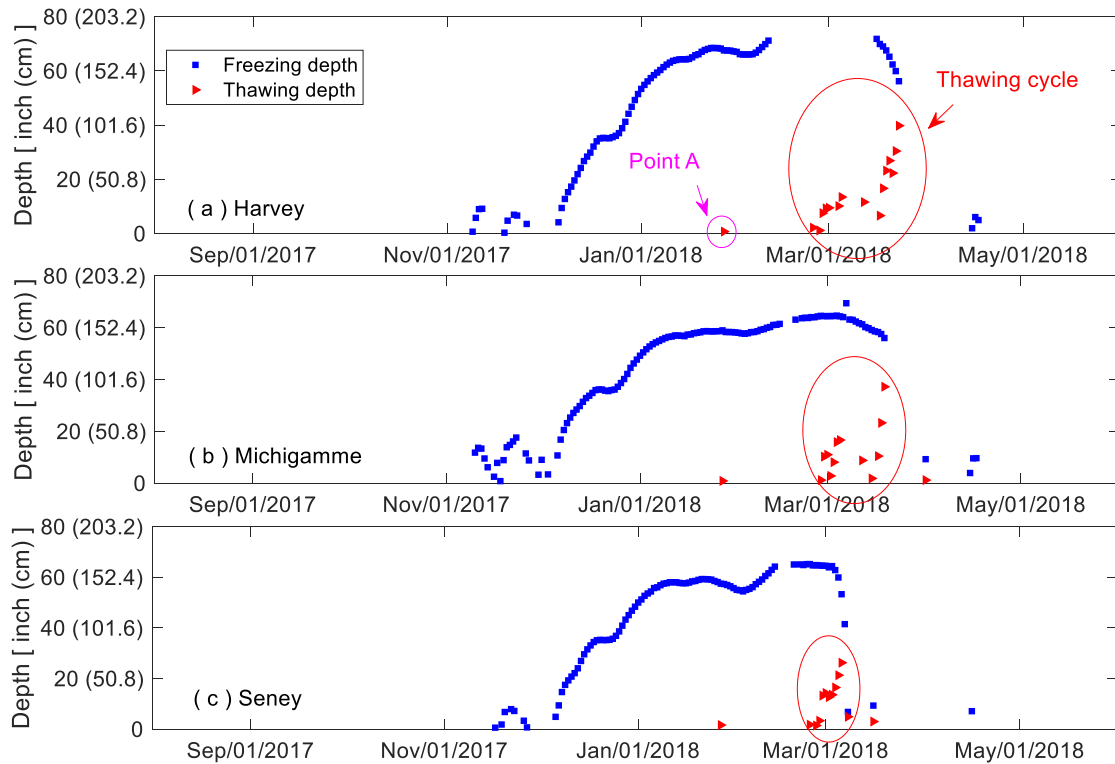 80 (203.2)
60 (152.4)
40 (101.6)
20 (50.8)
0
Depth [ inch (cm) ]
Freezing depth
Thawing depth
Thawing cycle
Point A
( a ) Harvey
Sep/01/2017 Nov/01/2017 Jan/01/2018 Mar/01/2018 May/01/2018
80 (203.2)
60 (152.4)
40 (101.6)
20 (50.8)
0
Depth [ inch (cm) ]
( b ) Michigamme
Sep/01/2017 Nov/01/2017 Jan/01/2018 Mar/01/2018 May/01/2018
80 (203.2)
60 (152.4)
40 (101.6)
20 (50.8)
0
Depth [ inch (cm) ]
( c ) Seney
Sep/01/2017 Nov/01/2017 Jan/01/2018 Mar/01/2018 May/01/2018